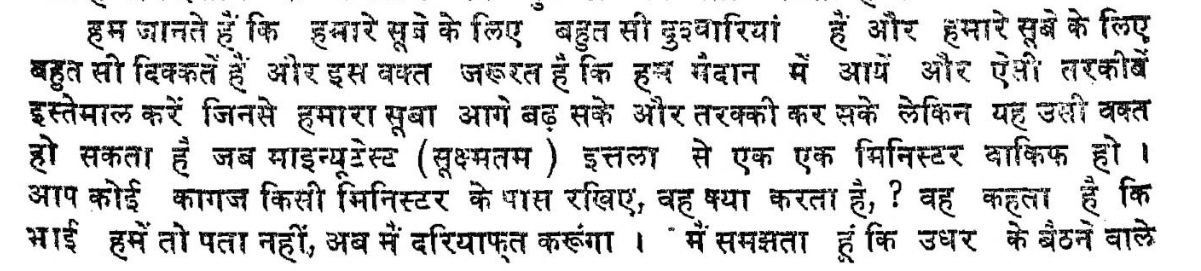 हम जानते हैं कि हमारे सूबे के लिए बहुत सी दुश्वारियां हैं और हमारे सूबे के लिए
बहुत सी दिक्कतें हैं और इस वक्त जरूरत है कि हम मैदान में आयें और ऐसी तरकीबें
इस्तेमाल करें जिनसे हमारा सूबा आगे बढ़ सके और तरक्की कर सके लेकिन यह उसी वक्त
हो सकता है जब माइन्यूटेस्ट (सूक्ष्मतम ) इत्तला से एक एक मिनिस्टर वाकिफ हो ।
आप कोई कागज किसी मिनिस्टर के पास रखिए, वह क्या करता है, ? वह कहता है कि
भाई हमें तो पता नहीं, अब मैं दरियाफ्त करूंगा । मैं समझता हूं कि उधर के बैठने वाले